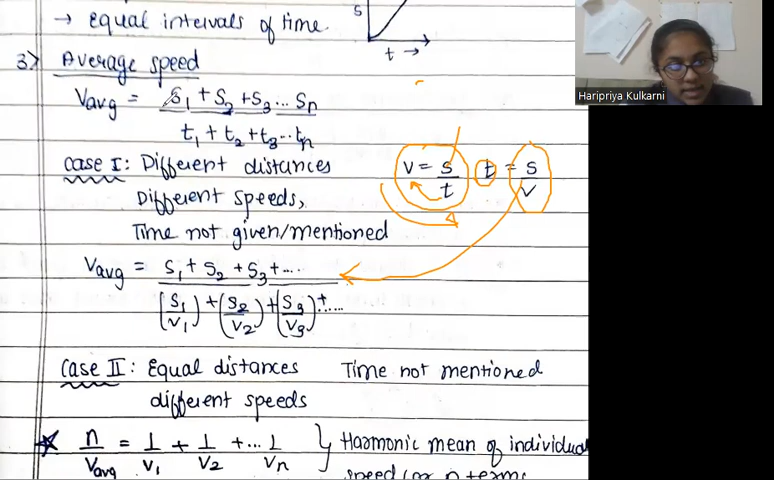 → Equal intervals of time.
S
t →
3> Average speed
Vavg = S1 + S2 + S3 ... Sn
t1 + t2 + t3 ... tn
Case I : Different distances
Different speeds,
Time not given/mentioned
V = S/t t = S/V
Vavg = S1 + S2 + S3 + ....
(S1/V1) + (S2/V2) + (S3/V3) + .....
Case II : Equal distances Time not mentioned
different speeds
★ n/Vavg = 1/V1 + 1/V2 + ... 1/Vn } Harmonic mean of individual
speed for n terms
Haripriya Kulkarni